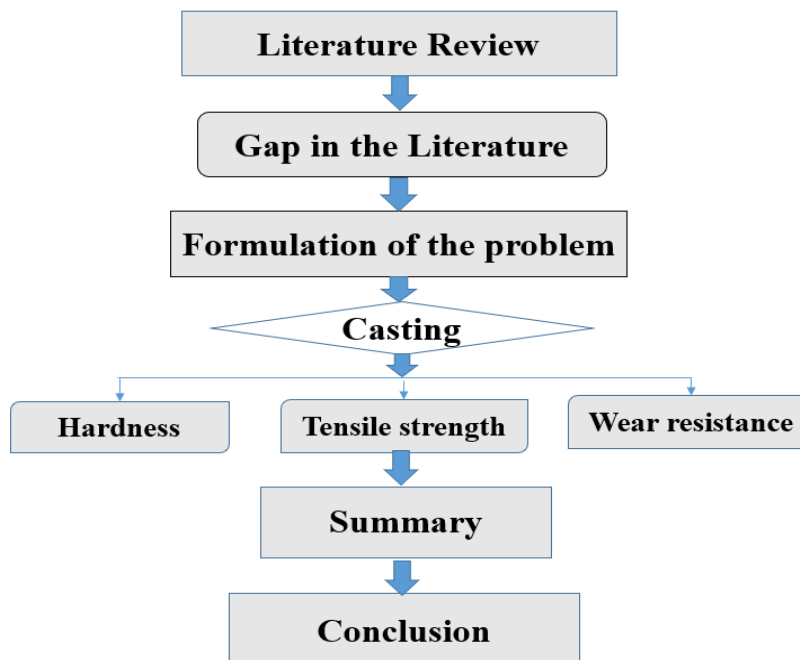 Literature Review
Gap in the Literature
Formulation of the problem
Casting
Hardness
Tensile strength
Wear resistance
Summary
Conclusion